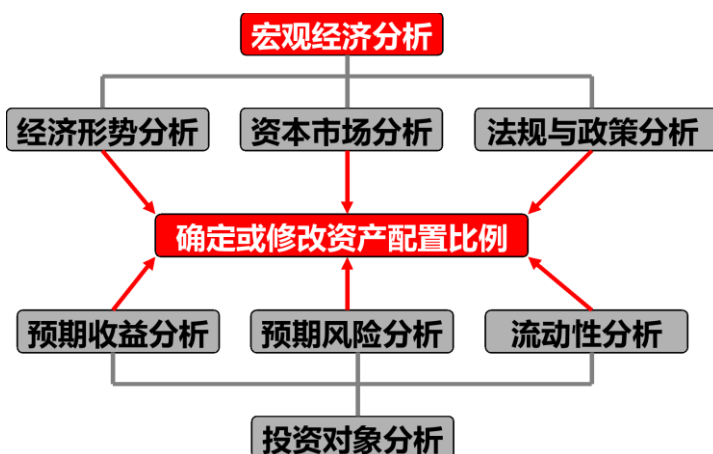 宏观经济分析
经济形势分析
资本市场分析
法规与政策分析
确定或修改资产配置比例
预期收益分析
预期风险分析
流动性分析
投资对象分析